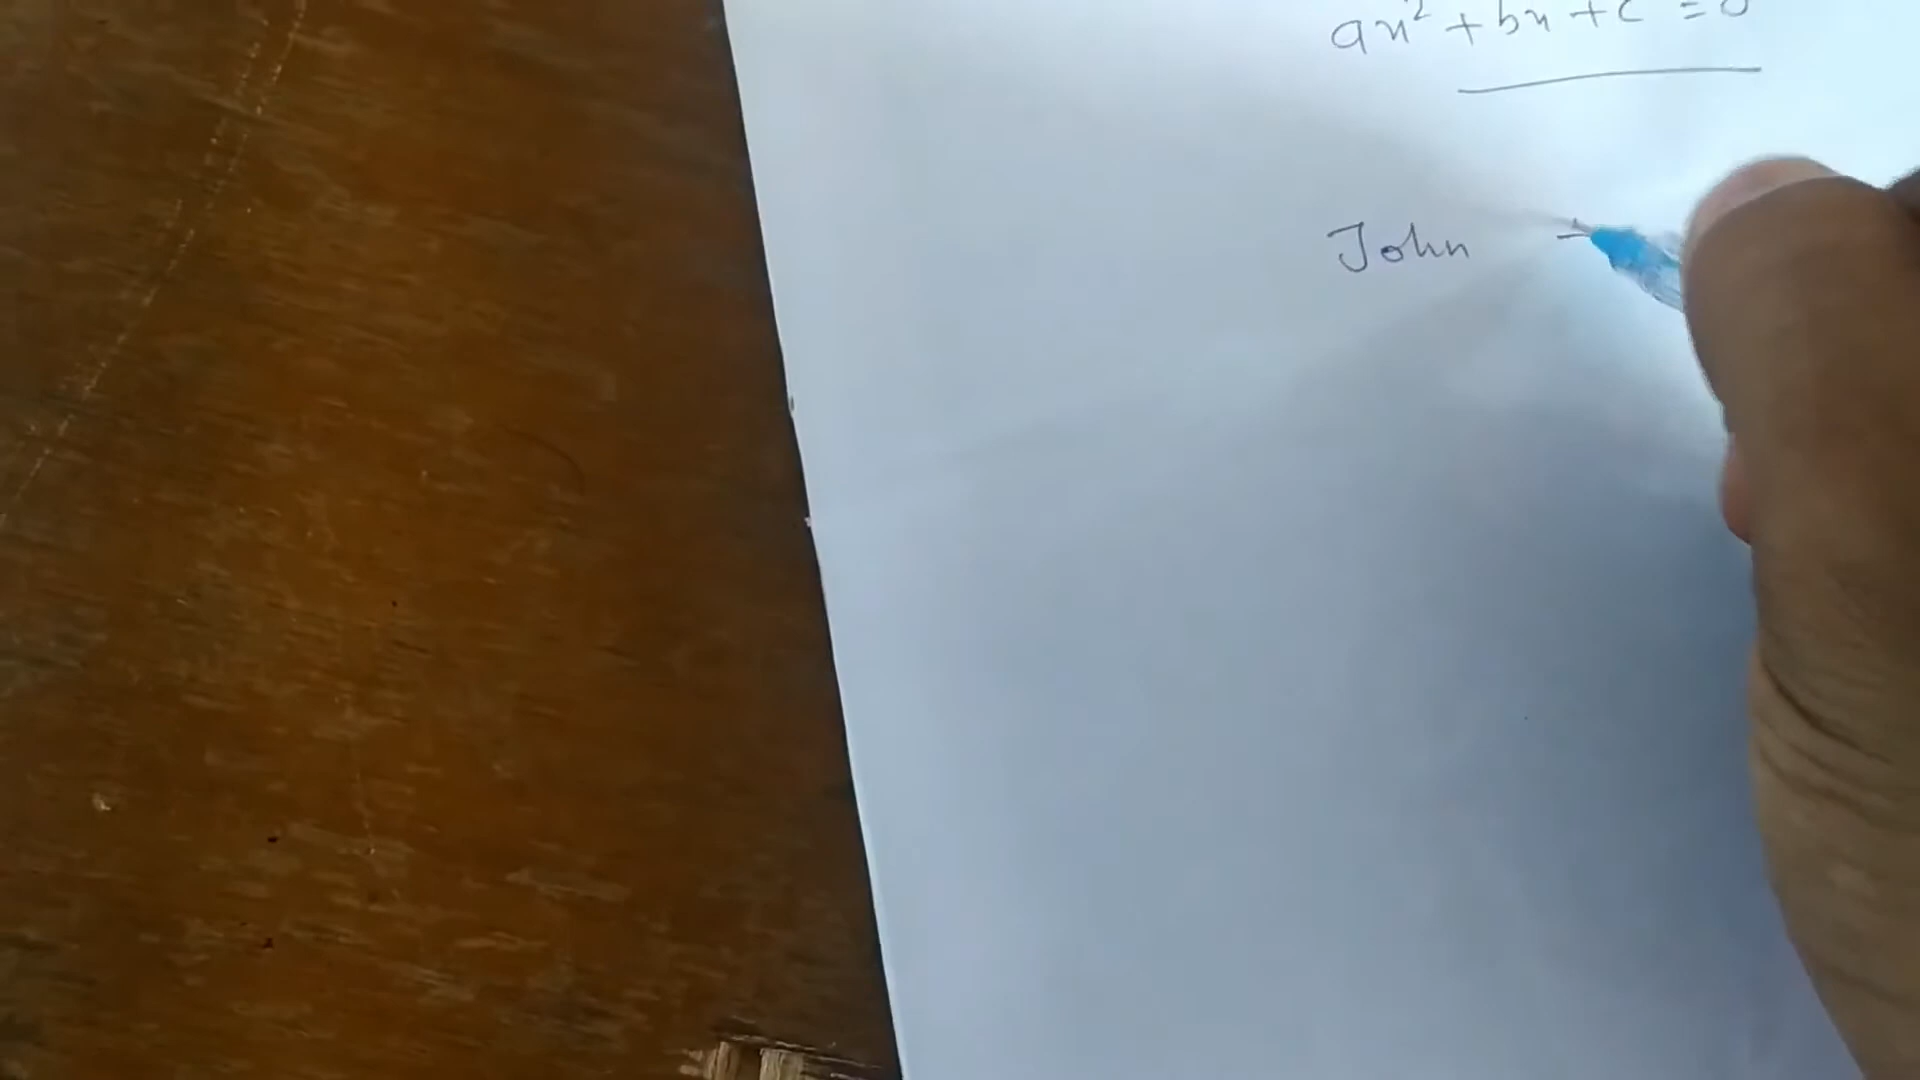 ax² + bx + c = 0
John